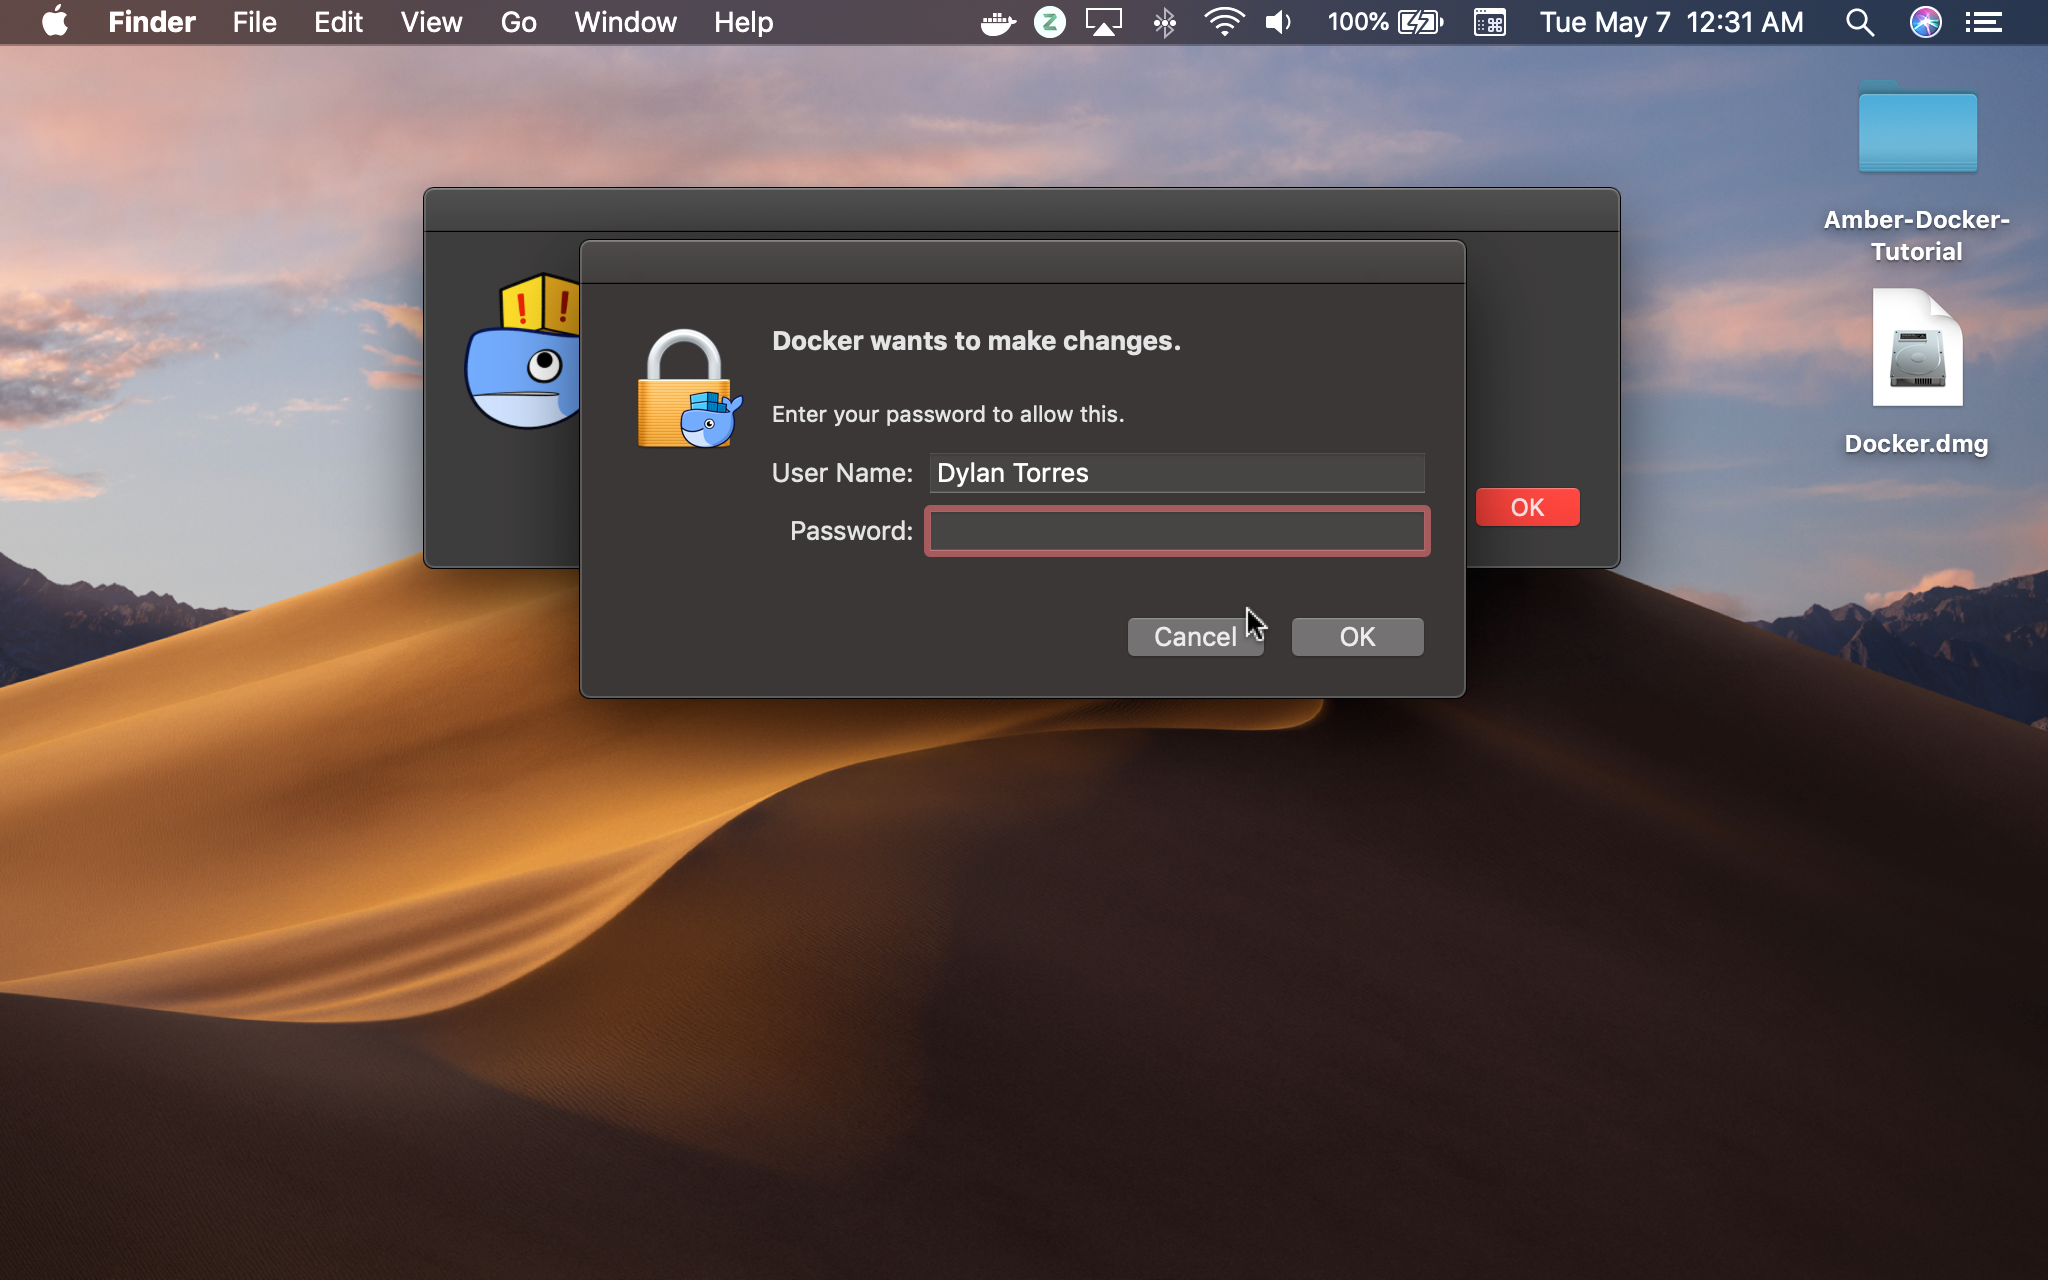 Finder File Edit View Go Window Help 100% Tue May 7 12:31 AM
Amber-Docker-
Tutorial
Docker.dmg
! !
Docker wants to make changes.
Enter your password to allow this.
User Name: Dylan Torres
Password:
Cancel OK
OK